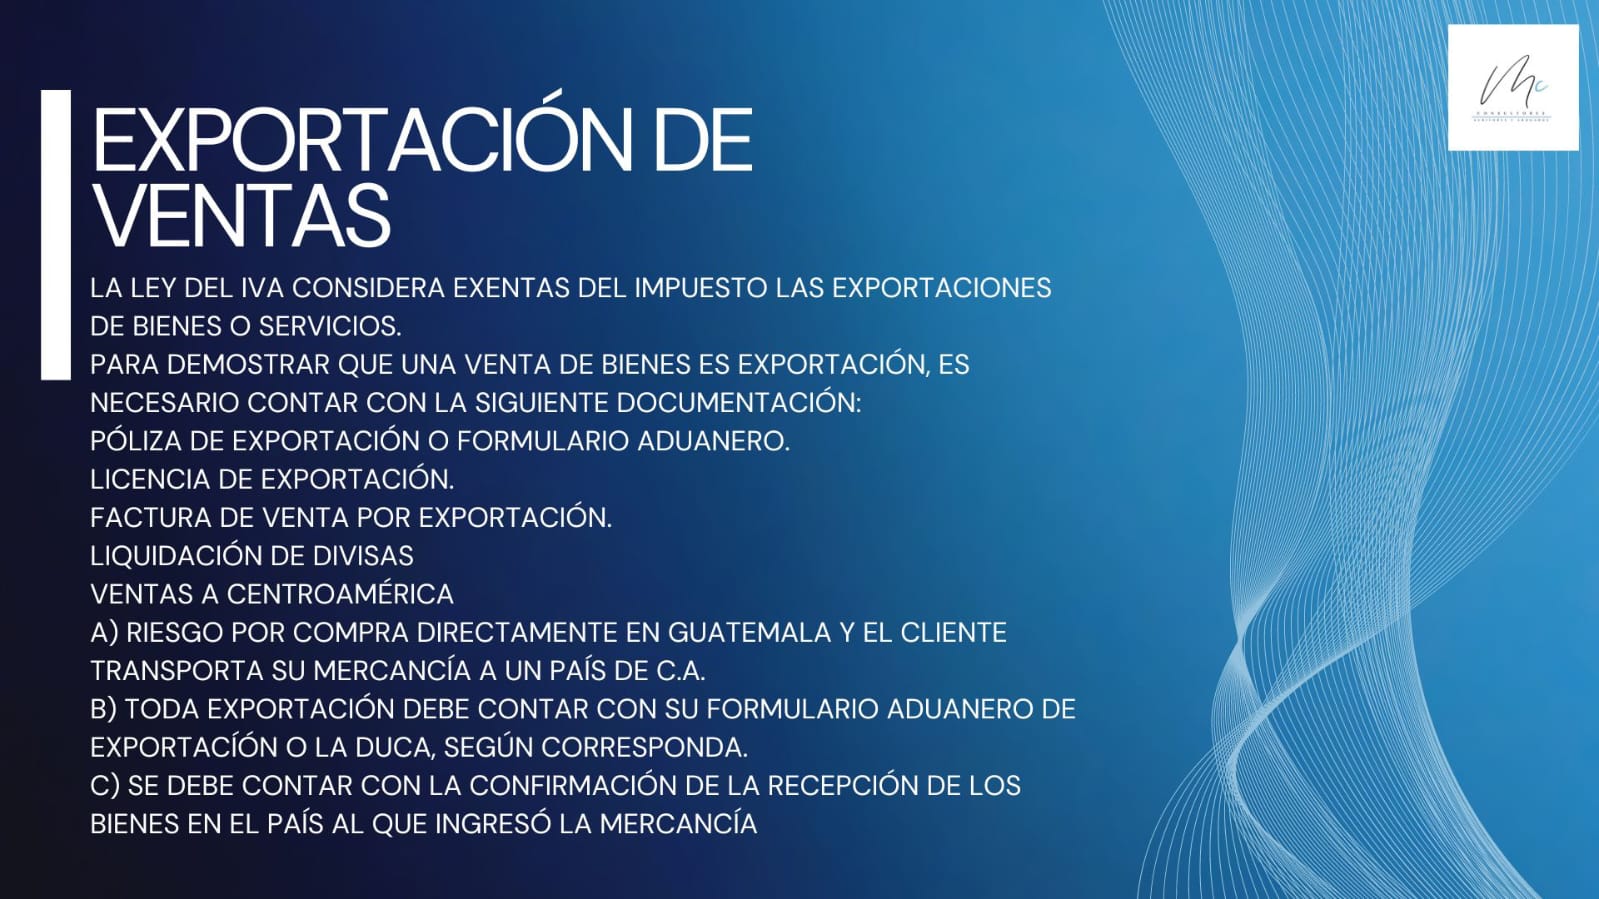 EXPORTACIÓN DE
VENTAS
LA LEY DEL IVA CONSIDERA EXENTAS DEL IMPUESTO LAS EXPORTACIONES
DE BIENES O SERVICIOS.
PARA DEMOSTRAR QUE UNA VENTA DE BIENES ES EXPORTACIÓN, ES
NECESARIO CONTAR CON LA SIGUIENTE DOCUMENTACIÓN:
PÓLIZA DE EXPORTACIÓN O FORMULARIO ADUANERO.
LICENCIA DE EXPORTACIÓN.
FACTURA DE VENTA POR EXPORTACIÓN.
LIQUIDACIÓN DE DIVISAS
VENTAS A CENTROAMÉRICA
A) RIESGO POR COMPRA DIRECTAMENTE EN GUATEMALA Y EL CLIENTE
TRANSPORTA SU MERCANCÍA A UN PAÍS DE C.A.
B) TODA EXPORTACIÓN DEBE CONTAR CON SU FORMULARIO ADUANERO DE
EXPORTACÍÓN O LA DUCA, SEGÚN CORRESPONDA.
C) SE DEBE CONTAR CON LA CONFIRMACIÓN DE LA RECEPCIÓN DE LOS
BIENES EN EL PAÍS AL QUE INGRESÓ LA MERCANCÍA
Mc
CONSULTORES
AUDITORES Y ABOGADOS